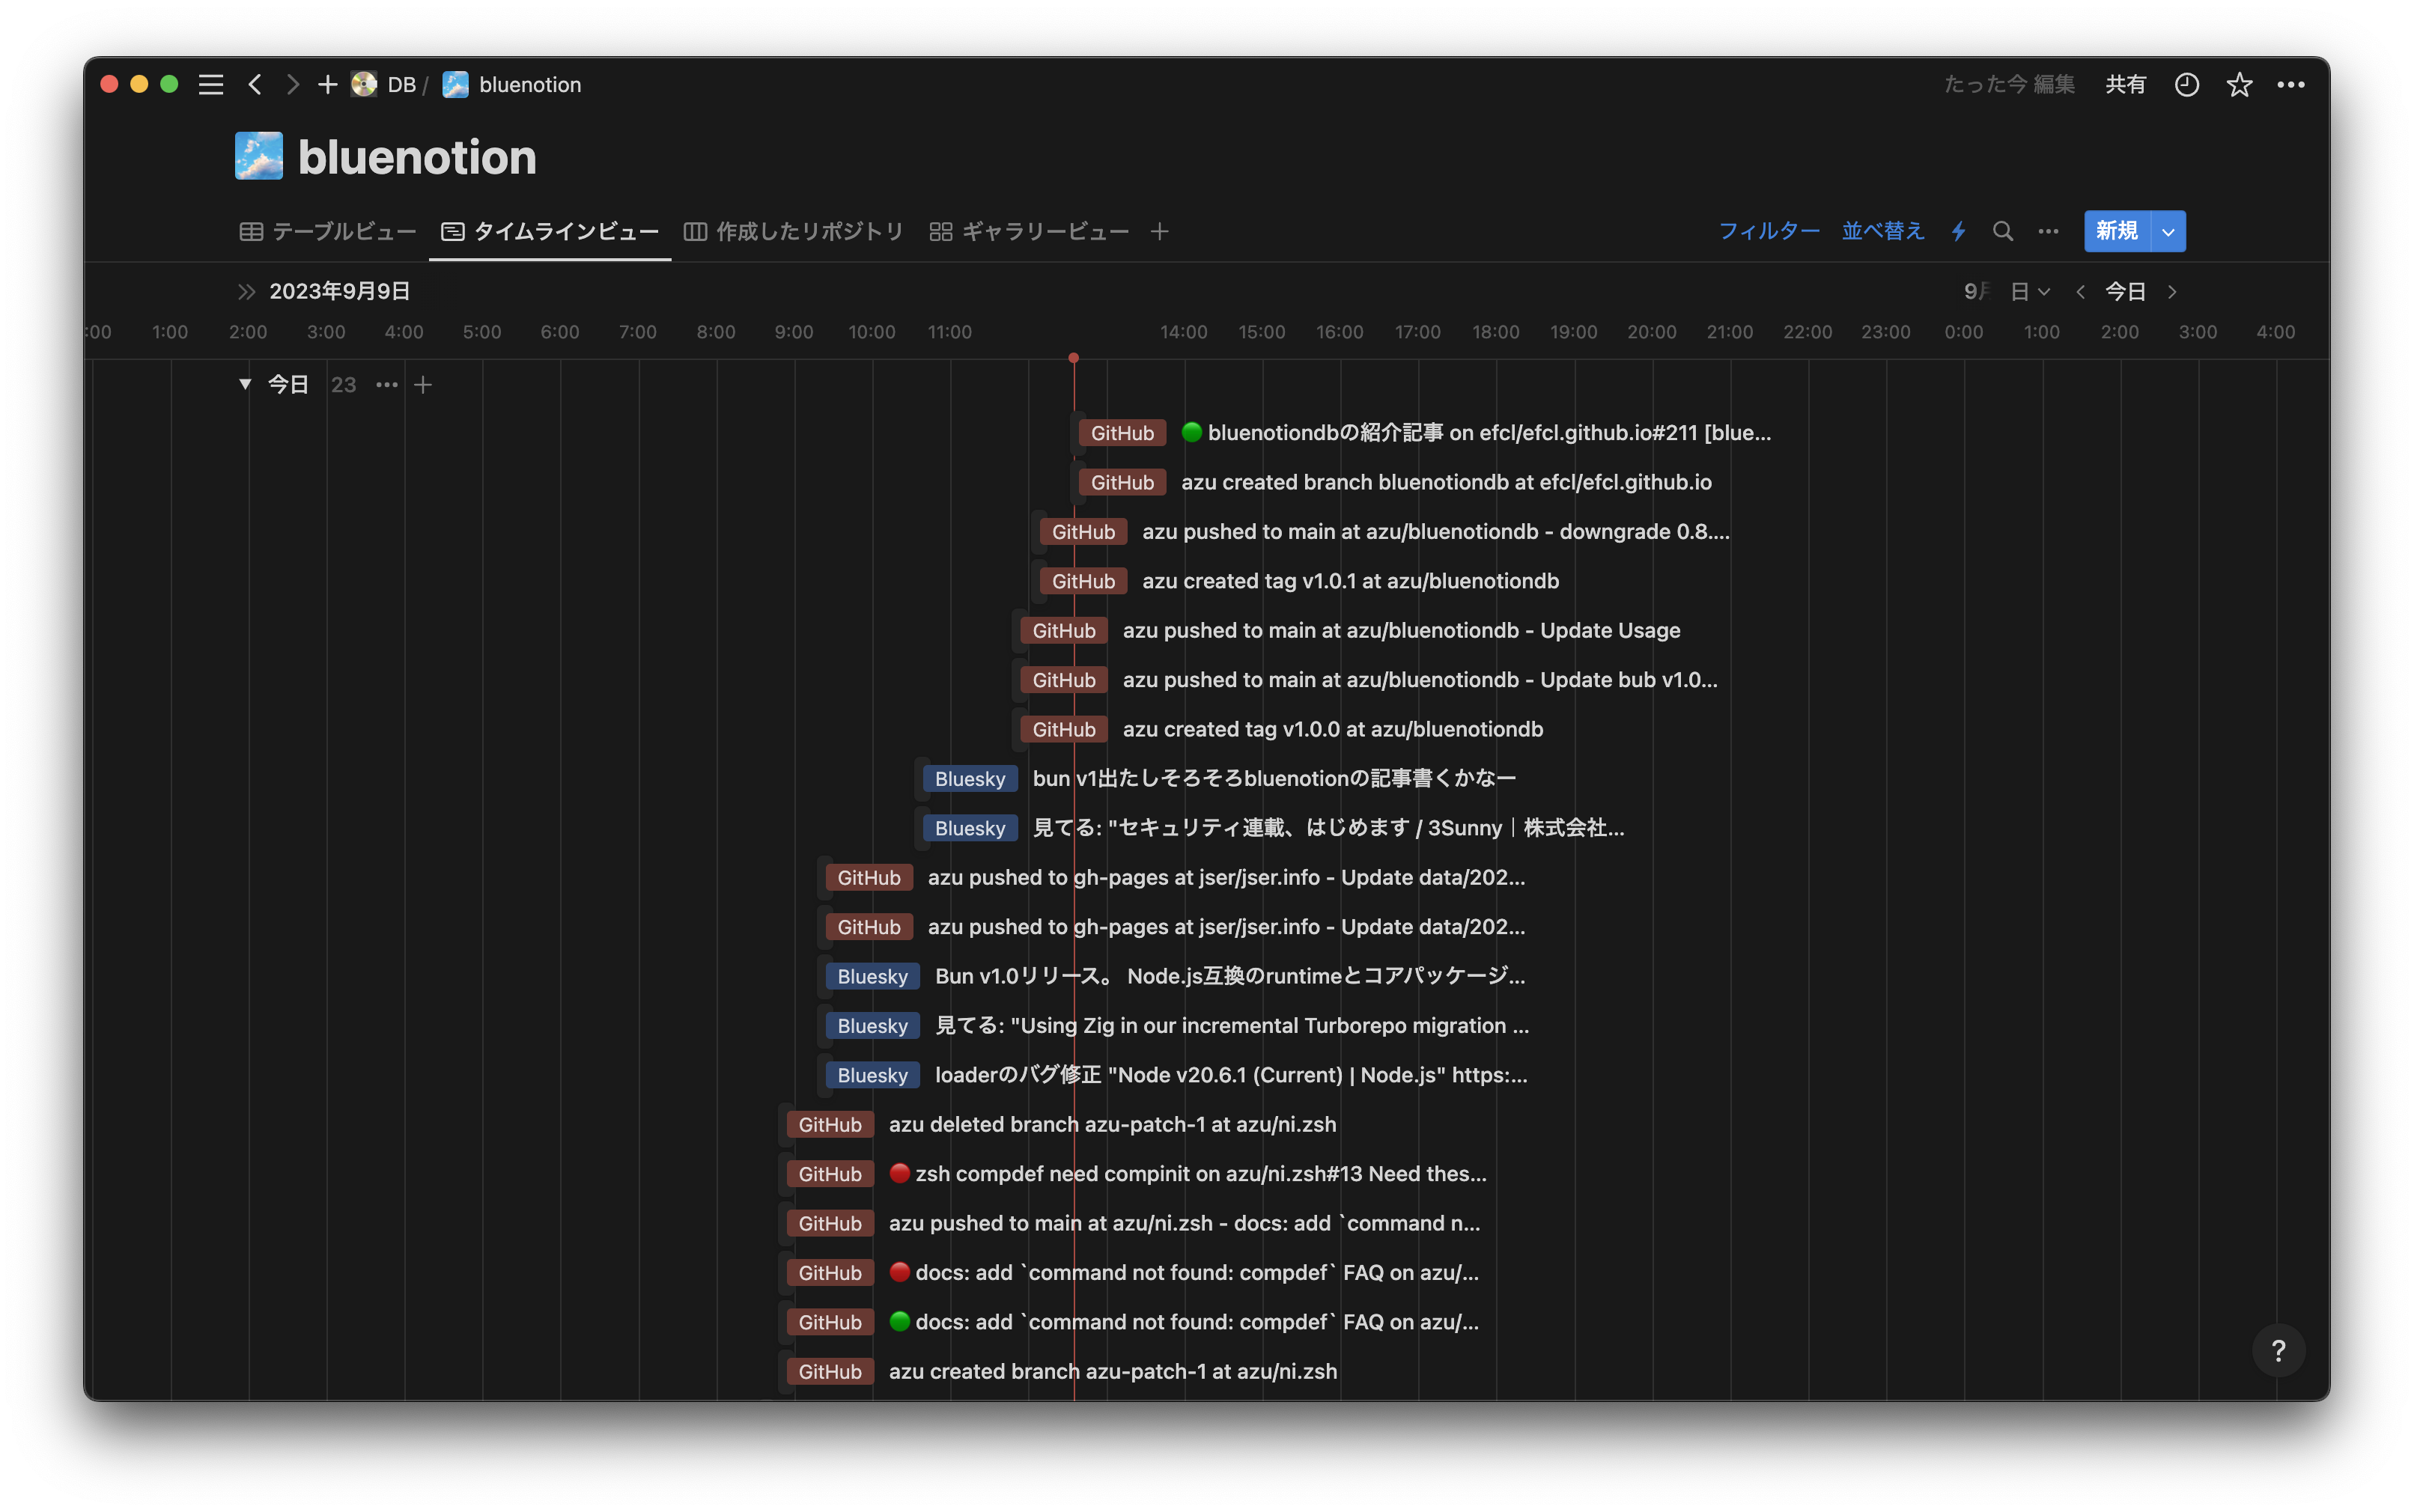 DB / bluenotion
たった今 編集 共有
bluenotion
テーブルビュー タイムラインビュー 作成したリポジトリ ギャラリービュー
フィルター 並べ替え 新規
2023年9月9日
9月 日 今日
:00 1:00 2:00 3:00 4:00 5:00 6:00 7:00 8:00 9:00 10:00 11:00 14:00 15:00 16:00 17:00 18:00 19:00 20:00 21:00 22:00 23:00 0:00 1:00 2:00 3:00 4:00
今日 23
GitHub 🟢 bluenotiondbの紹介記事 on efcl/efcl.github.io#211 [blue...
GitHub azu created branch bluenotiondb at efcl/efcl.github.io
GitHub azu pushed to main at azu/bluenotiondb - downgrade 0.8....
GitHub azu created tag v1.0.1 at azu/bluenotiondb
GitHub azu pushed to main at azu/bluenotiondb - Update Usage
GitHub azu pushed to main at azu/bluenotiondb - Update bub v1.0...
GitHub azu created tag v1.0.0 at azu/bluenotiondb
Bluesky bun v1出たしそろそろbluenotionの記事書くかなー
Bluesky 見てる: "セキュリティ連載、はじめます / 3Sunny｜株式会社...
GitHub azu pushed to gh-pages at jser/jser.info - Update data/202...
GitHub azu pushed to gh-pages at jser/jser.info - Update data/202...
Bluesky Bun v1.0リリース。 Node.js互換のruntimeとコアパッケージ...
Bluesky 見てる: "Using Zig in our incremental Turborepo migration ...
Bluesky loaderのバグ修正 "Node v20.6.1 (Current) | Node.js" https:...
GitHub azu deleted branch azu-patch-1 at azu/ni.zsh
GitHub 🔴 zsh compdef need compinit on azu/ni.zsh#13 Need thes...
GitHub azu pushed to main at azu/ni.zsh - docs: add `command n...
GitHub 🔴 docs: add `command not found: compdef` FAQ on azu/...
GitHub 🟢 docs: add `command not found: compdef` FAQ on azu/...
GitHub azu created branch azu-patch-1 at azu/ni.zsh
?